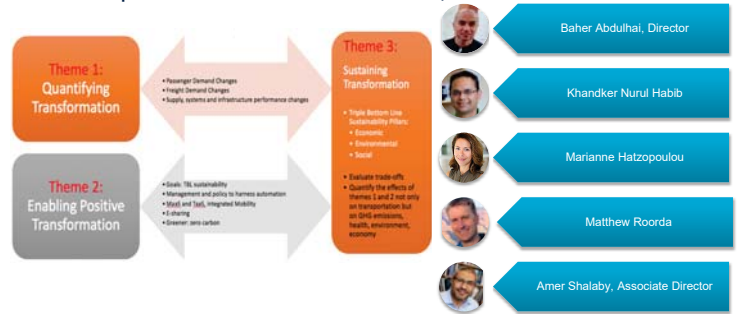 Theme 1:
Quantifying
Transformation
• Passenger Demand Changes
• Freight Demand Changes
• Supply, systems and infrastructure performance changes
Theme 2:
Enabling Positive
Transformation
• Goals: TBL sustainability
• Management and policy to harness automation
• MaaS and TaaS, Integrated Mobility
• E-sharing
• Greener: zero carbon
Theme 3:
Sustaining
Transformation
• Triple Bottom Line
Sustainability Pillars:
• Economic
• Environmental
• Social
• Evaluate trade-offs
• Quantify the effects of
themes 1 and 2 not only
on transportation but
on GHG emissions,
health, environment,
economy
Baher Abdulhai, Director
Khandker Nurul Habib
Marianne Hatzopoulou
Matthew Roorda
Amer Shalaby, Associate Director